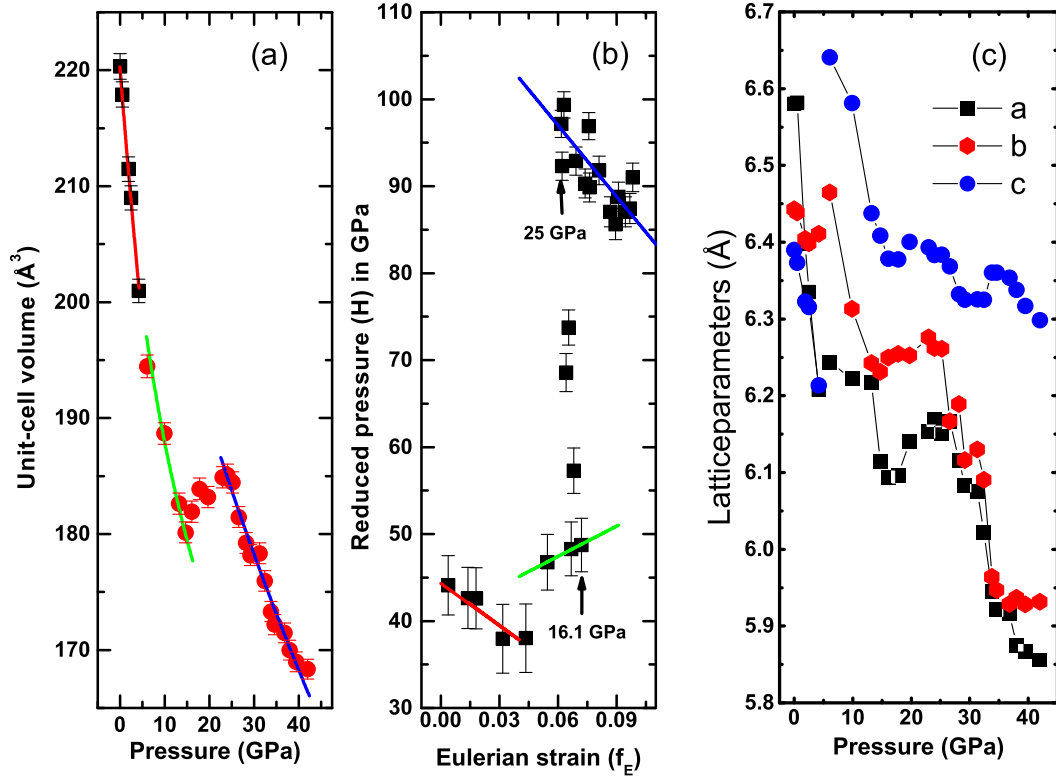 (a)
220
210
200
190
180
170
0 10 20 30 40
Unit-cell volume (Å³)
Pressure (GPa)
(b)
110
100
90
80
70
60
50
40
30
0.00 0.03 0.06 0.09
Reduced pressure (H) in GPa
Eulerian strain (f_E)
25 GPa
16.1 GPa
(c)
a
b
c
6.7
6.6
6.5
6.4
6.3
6.2
6.1
6.0
5.9
5.8
0 10 20 30 40
Latticeparameters (Å)
Pressure (GPa)